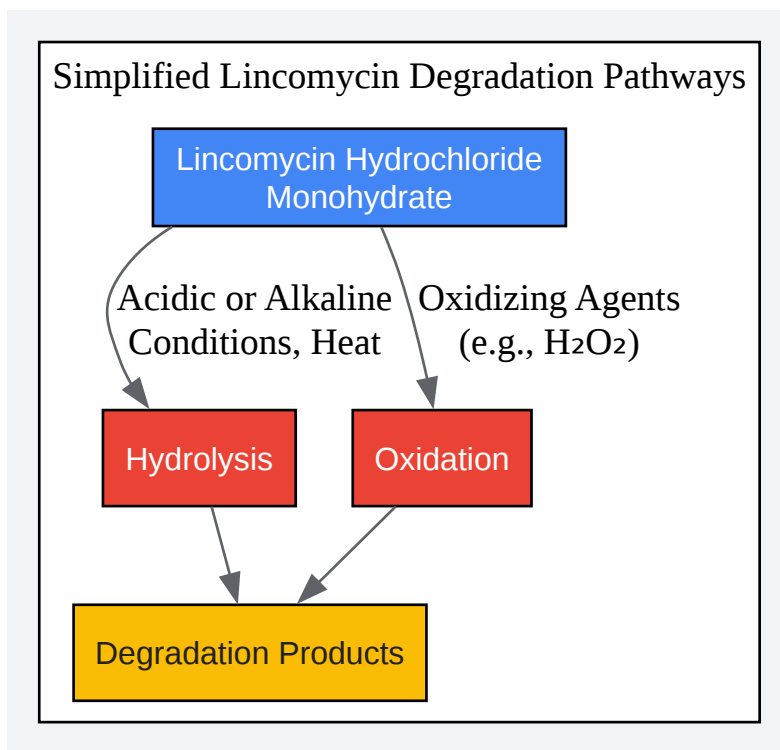 Simplified Lincomycin Degradation Pathways
Lincomycin Hydrochloride
Monohydrate
Acidic or Alkaline
Conditions, Heat
Oxidizing Agents
(e.g., H₂O₂)
Hydrolysis
Oxidation
Degradation Products